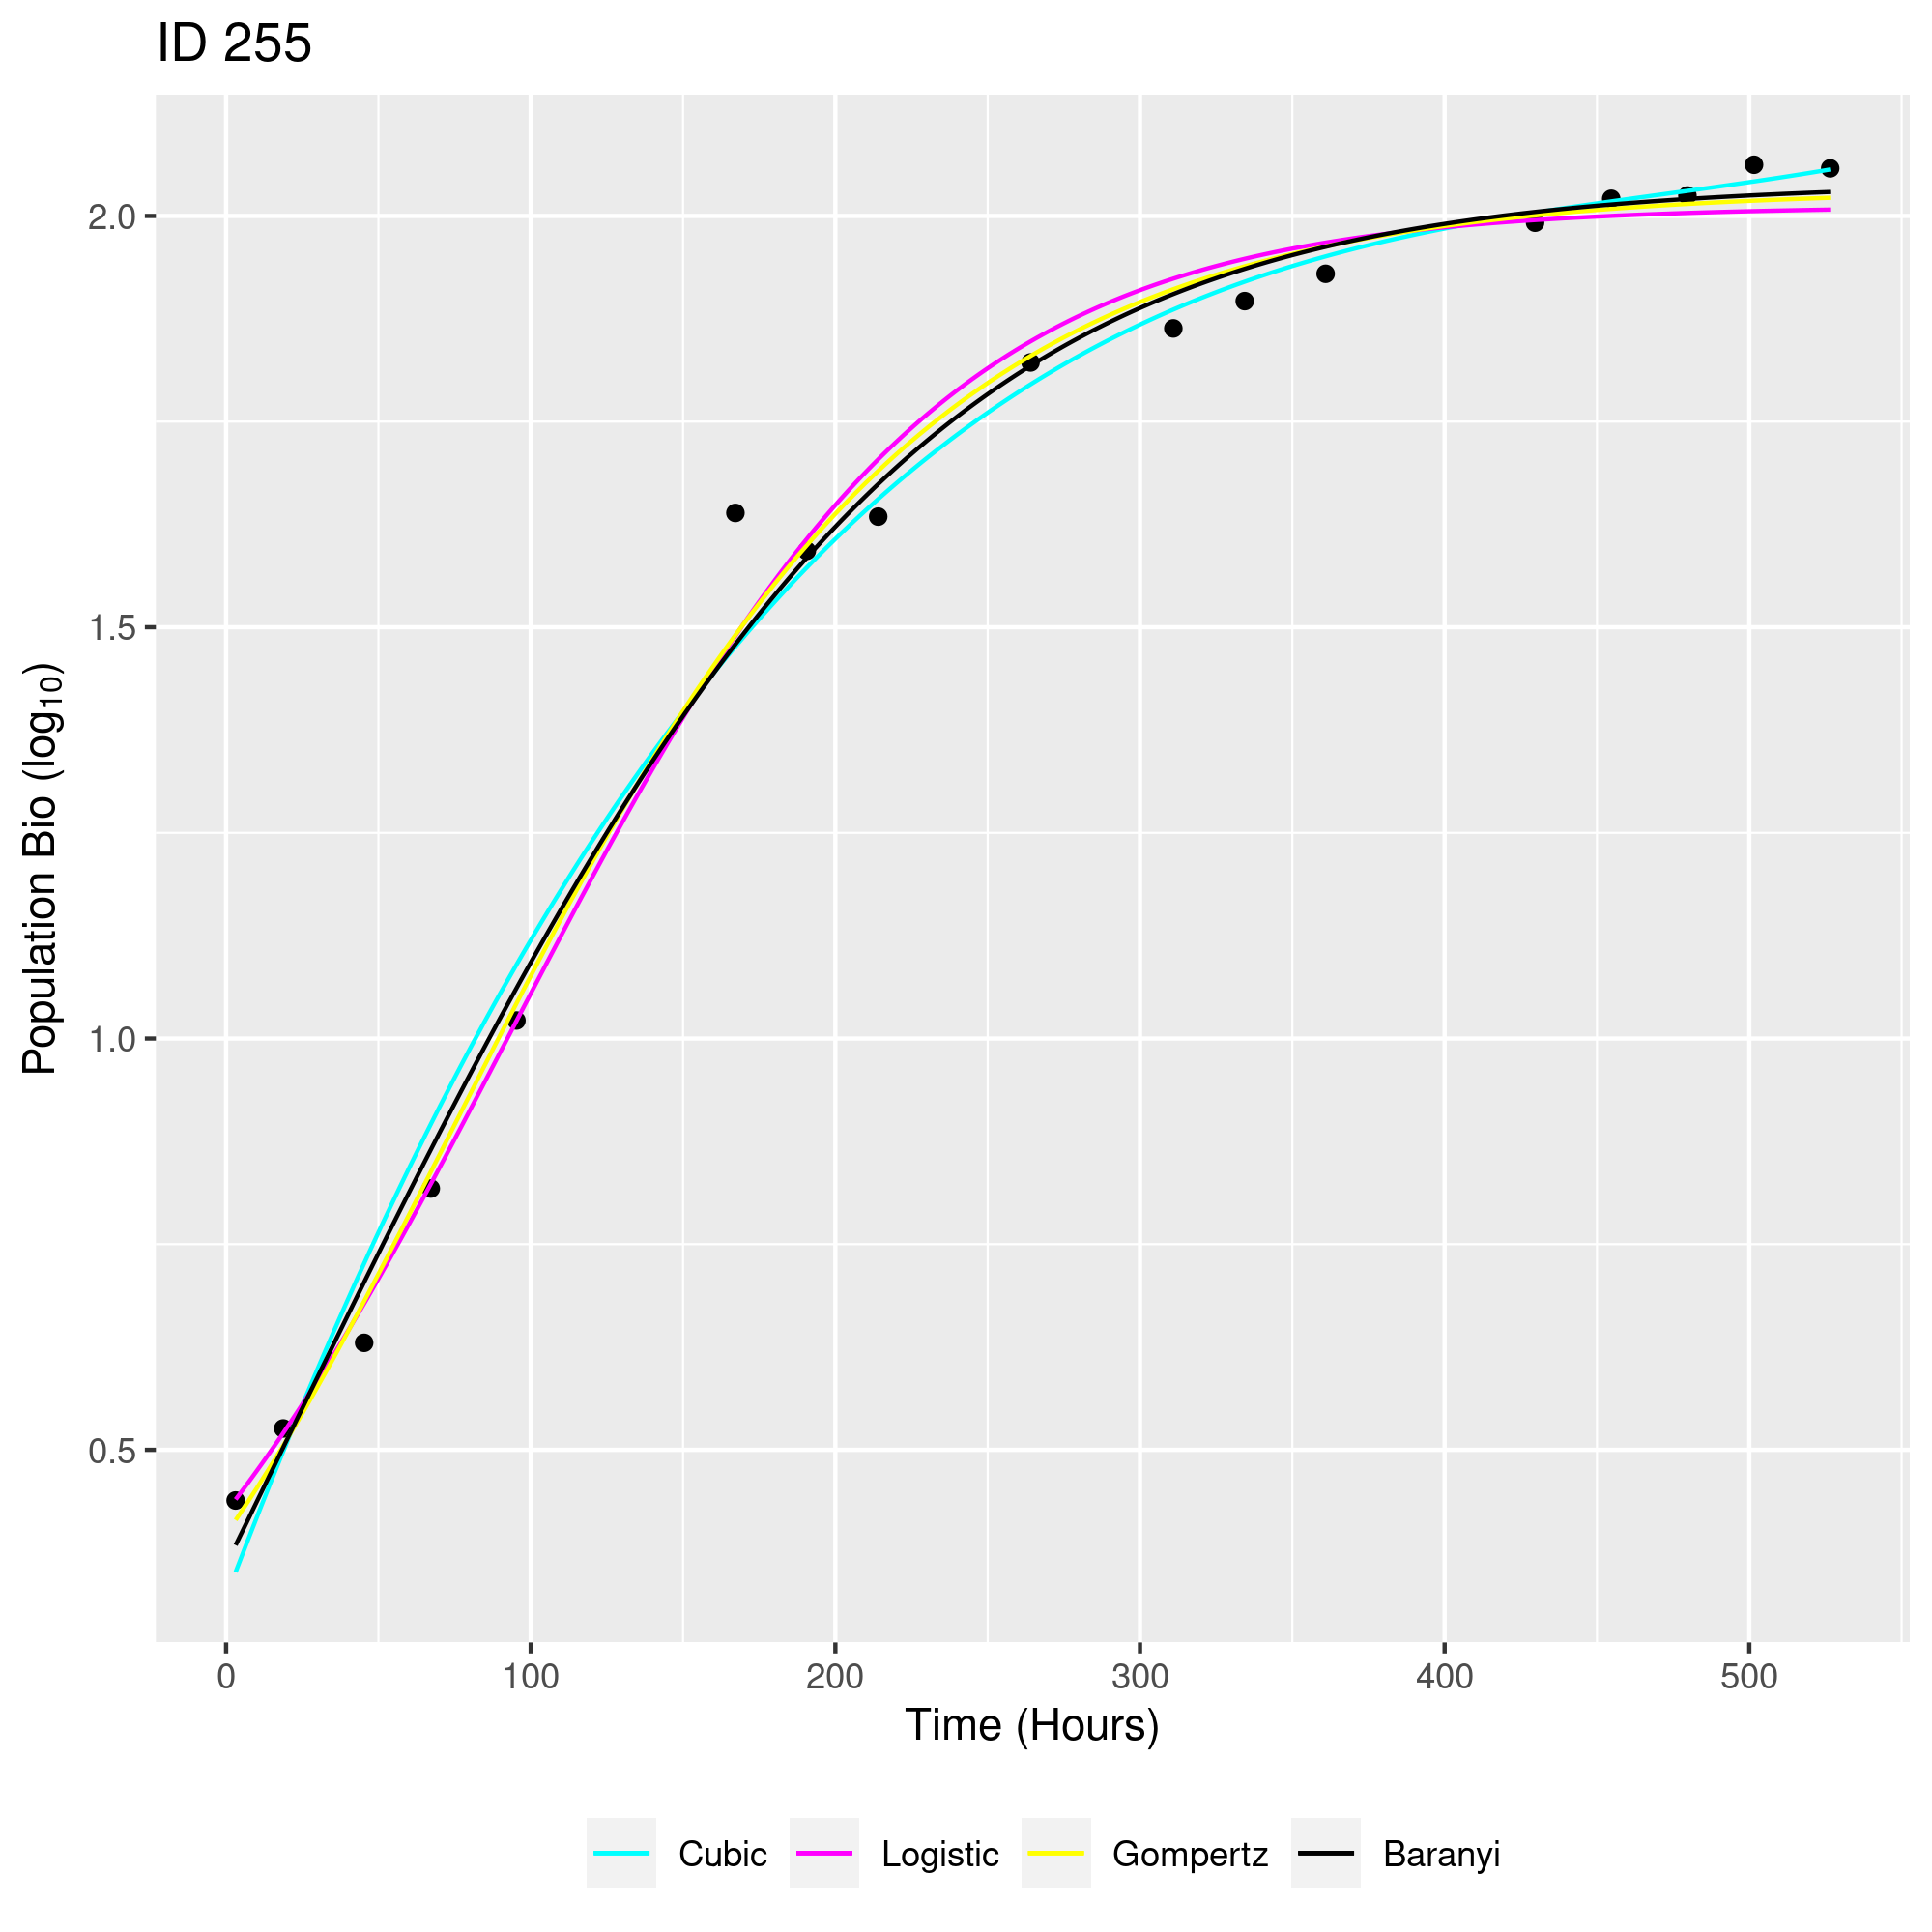 ID 255
Population Bio (log₁₀)
2.0
1.5
1.0
0.5
0 100 200 300 400 500
Time (Hours)
Cubic Logistic Gompertz Baranyi